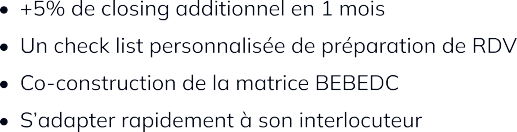 • +5% de closing additionnel en 1 mois
• Un check list personnalisée de préparation de RDV
• Co-construction de la matrice BEBEDC
• S’adapter rapidement à son interlocuteur